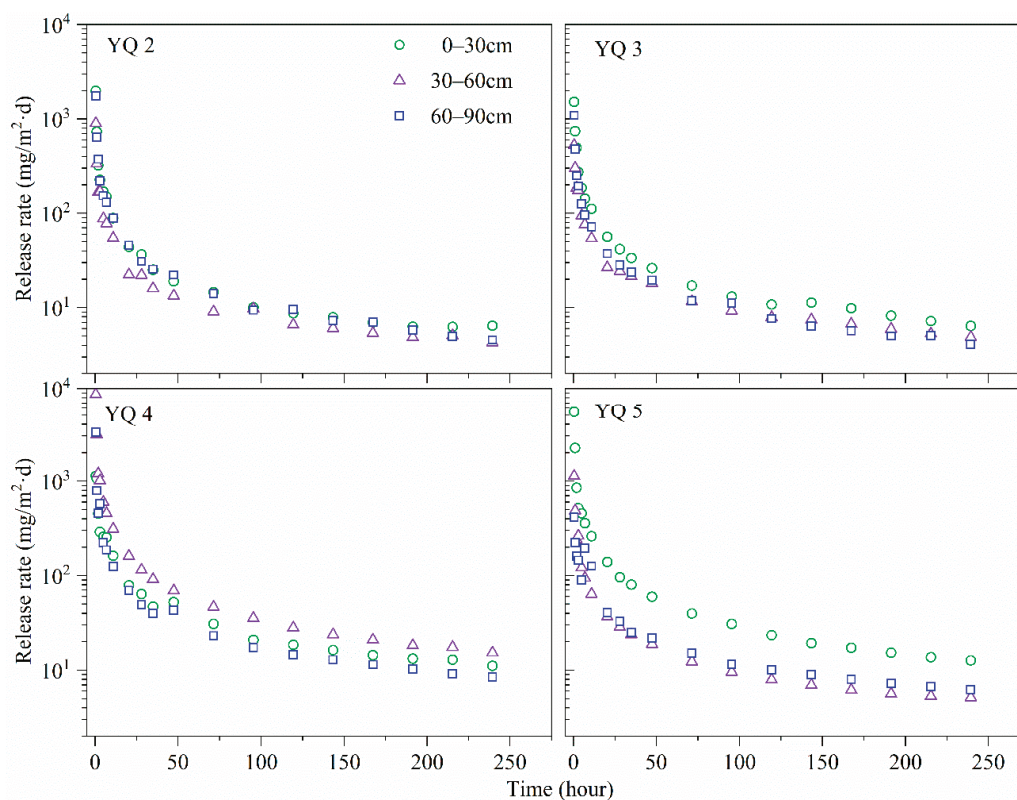 10⁴
10³
10²
10¹
Release rate (mg/m²·d)
YQ 2
0–30cm
30–60cm
60–90cm
YQ 3
10⁴
10³
10²
10¹
Release rate (mg/m²·d)
YQ 4
YQ 5
0 50 100 150 200 250 0 50 100 150 200 250
Time (hour)